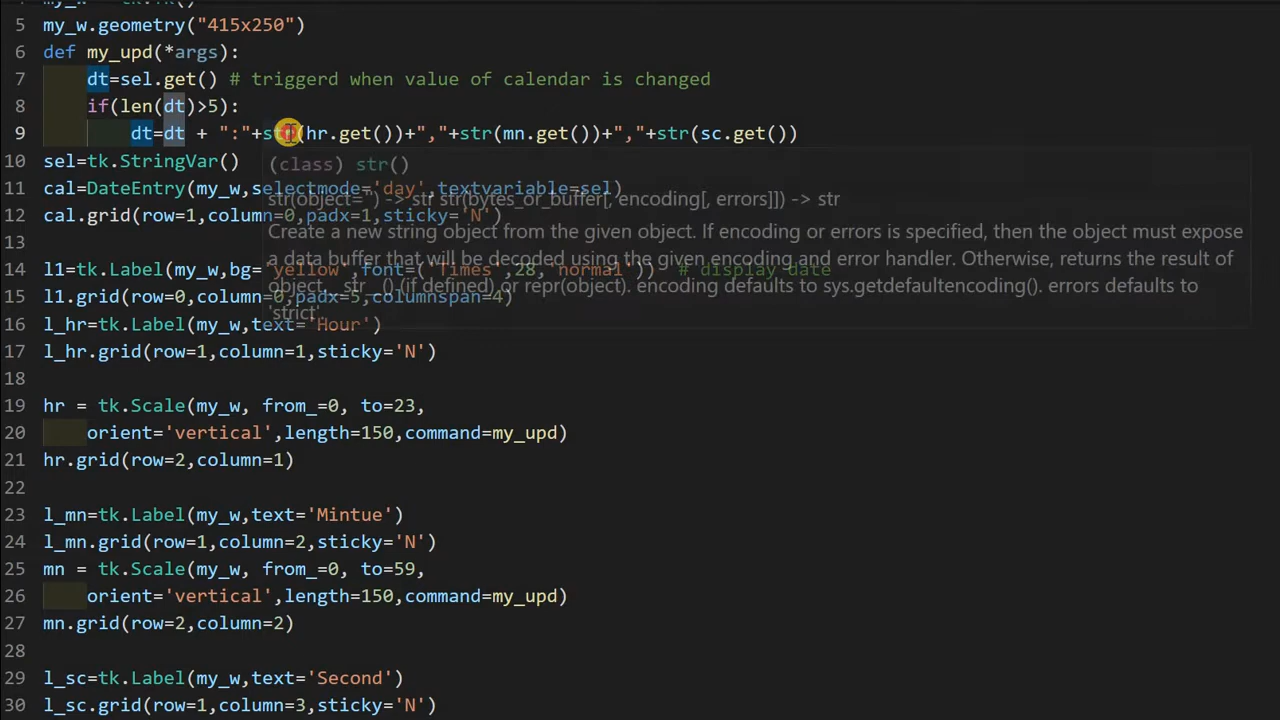 5 my_w.geometry("415x250")
6 def my_upd(*args):
7 dt=sel.get() # triggerd when value of calendar is changed
8 if(len(dt)>5):
9 dt=dt + ":"+str(hr.get())+","+str(mn.get())+","+str(sc.get())
10 sel=tk.StringVar()
(class) str()
11 cal=DateEntry(my_w,selectmode='day',textvariable=sel)
str(object='') -> str str(bytes_or_buffer[, encoding[, errors]]) -> str
12 cal.grid(row=1,column=0,padx=1,sticky='N')
Create a new string object from the given object. If encoding or errors is specified, then the object must expose
13
a data buffer that will be decoded using the given encoding and error handler. Otherwise, returns the result of
14 l1=tk.Label(my_w,bg='yellow',font=('Times',28,'normal')) # display date
object.__str__() (if defined) or repr(object). encoding defaults to sys.getdefaultencoding(). errors defaults to
15 l1.grid(row=0,column=0,padx=5,columnspan=4)
'strict'.
16 l_hr=tk.Label(my_w,text='Hour')
17 l_hr.grid(row=1,column=1,sticky='N')
18
19 hr = tk.Scale(my_w, from_=0, to=23,
20 orient='vertical',length=150,command=my_upd)
21 hr.grid(row=2,column=1)
22
23 l_mn=tk.Label(my_w,text='Mintue')
24 l_mn.grid(row=1,column=2,sticky='N')
25 mn = tk.Scale(my_w, from_=0, to=59,
26 orient='vertical',length=150,command=my_upd)
27 mn.grid(row=2,column=2)
28
29 l_sc=tk.Label(my_w,text='Second')
30 l_sc.grid(row=1,column=3,sticky='N')